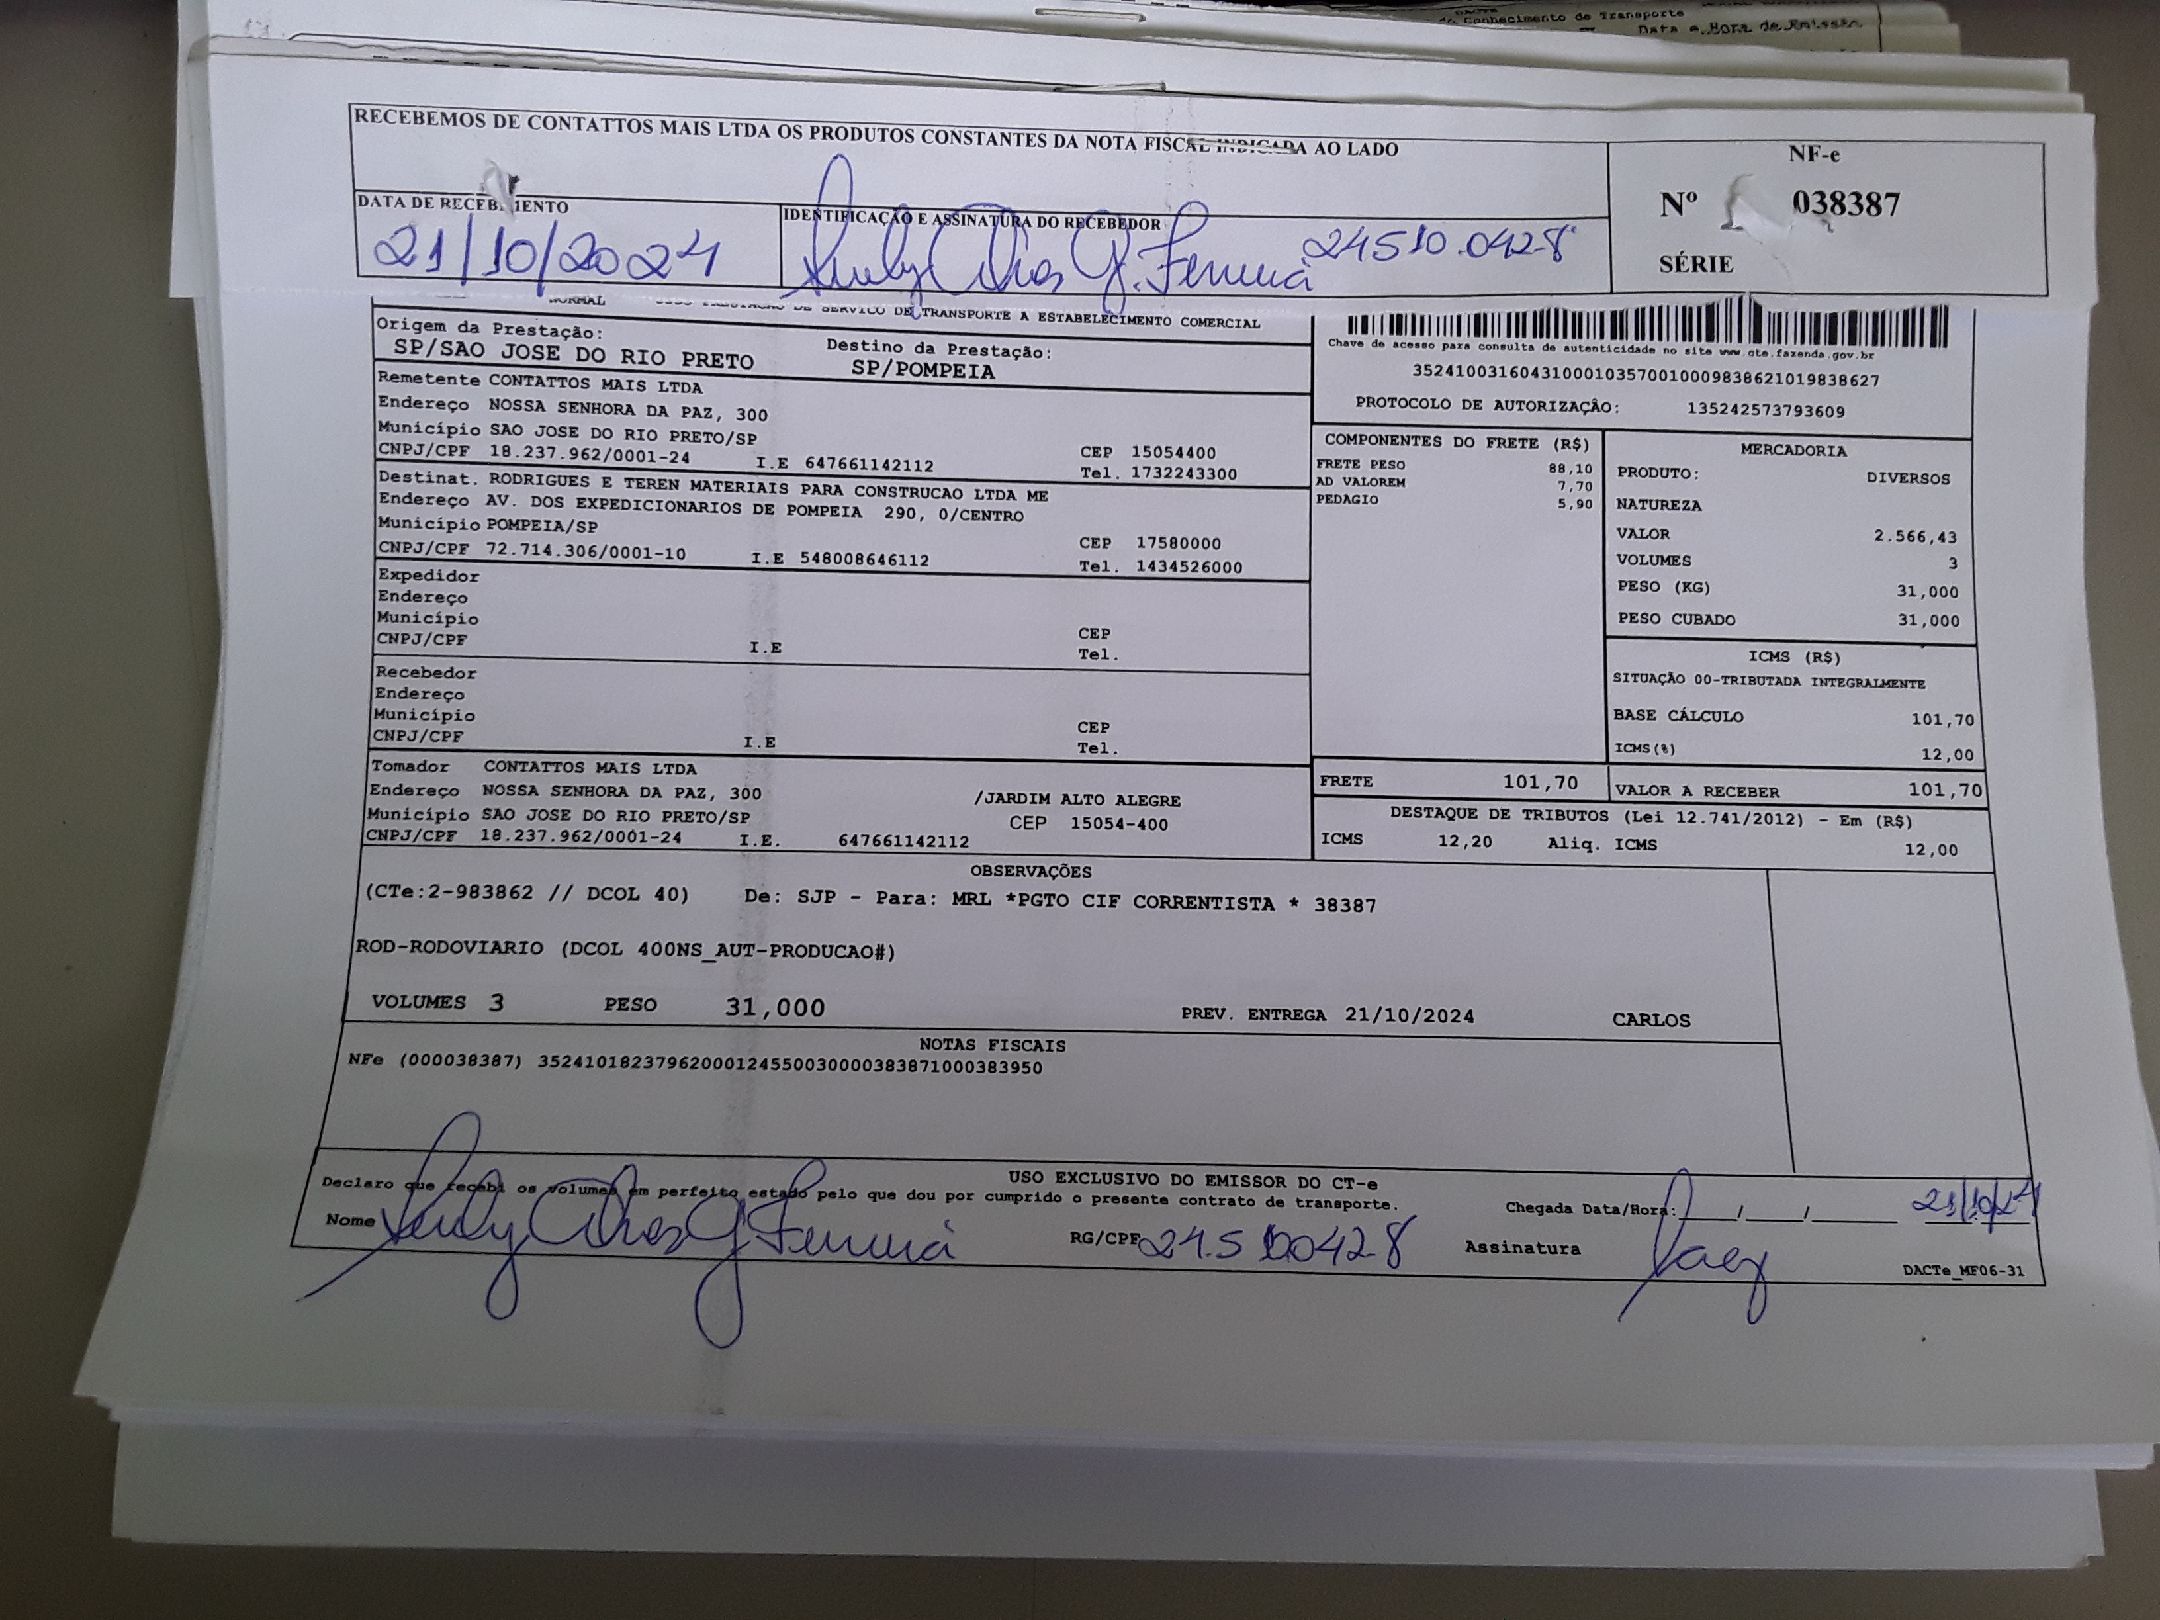 Conhecimento de Transporte
Data e Hora de Emissão
RECEBEMOS DE CONTATTOS MAIS LTDA OS PRODUTOS CONSTANTES DA NOTA FISCAL INDICADA AO LADO
NF-e
Nº 038387
SÉRIE
DATA DE RECEBIMENTO
21/10/2024
IDENTIFICAÇÃO E ASSINATURA DO RECEBEDOR
24510.0428
NORMAL DE SERVICO DE TRANSPORTE A ESTABELECIMENTO COMERCIAL
Origem da Prestação:
SP/SAO JOSE DO RIO PRETO
Destino da Prestação:
SP/POMPEIA
Chave de acesso para consulta de autenticidade no site www.cte.fazenda.gov.br
35241003160431000103570010009838621019838627
PROTOCOLO DE AUTORIZAÇÃO: 135242573793609
Remetente CONTATTOS MAIS LTDA
Endereço NOSSA SENHORA DA PAZ, 300
Município SAO JOSE DO RIO PRETO/SP CEP 15054400
CNPJ/CPF 18.237.962/0001-24 I.E 647661142112 Tel. 1732243300
Destinat. RODRIGUES E TEREN MATERIAIS PARA CONSTRUCAO LTDA ME
Endereço AV. DOS EXPEDICIONARIOS DE POMPEIA 290, 0/CENTRO
Município POMPEIA/SP CEP 17580000
CNPJ/CPF 72.714.306/0001-10 I.E 548008646112 Tel. 1434526000
Expedidor
Endereço
Município CEP
CNPJ/CPF I.E Tel.
Recebedor
Endereço
Município CEP
CNPJ/CPF I.E Tel.
Tomador CONTATTOS MAIS LTDA
Endereço NOSSA SENHORA DA PAZ, 300 /JARDIM ALTO ALEGRE
Município SAO JOSE DO RIO PRETO/SP CEP 15054-400
CNPJ/CPF 18.237.962/0001-24 I.E. 647661142112
COMPONENTES DO FRETE (R$)
FRETE PESO 88,10
AD VALOREM 7,70
PEDAGIO 5,90
MERCADORIA
PRODUTO: DIVERSOS
NATUREZA
VALOR 2.566,43
VOLUMES 3
PESO (KG) 31,000
PESO CUBADO 31,000
ICMS (R$)
SITUAÇÃO 00-TRIBUTADA INTEGRALMENTE
BASE CÁLCULO 101,70
ICMS(%) 12,00
FRETE 101,70 VALOR A RECEBER 101,70
DESTAQUE DE TRIBUTOS (Lei 12.741/2012) - Em (R$)
ICMS 12,20 Aliq. ICMS 12,00
OBSERVAÇÕES
(CTe:2-983862 // DCOL 40) De: SJP - Para: MRL *PGTO CIF CORRENTISTA * 38387
ROD-RODOVIARIO (DCOL 400NS_AUT-PRODUCAO#)
VOLUMES 3 PESO 31,000 PREV. ENTREGA 21/10/2024 CARLOS
NOTAS FISCAIS
NFe (000038387) 35241018237962000124550030000383871000383950
USO EXCLUSIVO DO EMISSOR DO CT-e
Declaro que recebi os volumes em perfeito estado pelo que dou por cumprido o presente contrato de transporte.
Chegada Data/Hora: ____/____/______ 21/10/24
Nome RG/CPF 24.5100428 Assinatura
DACTe_MF06-31